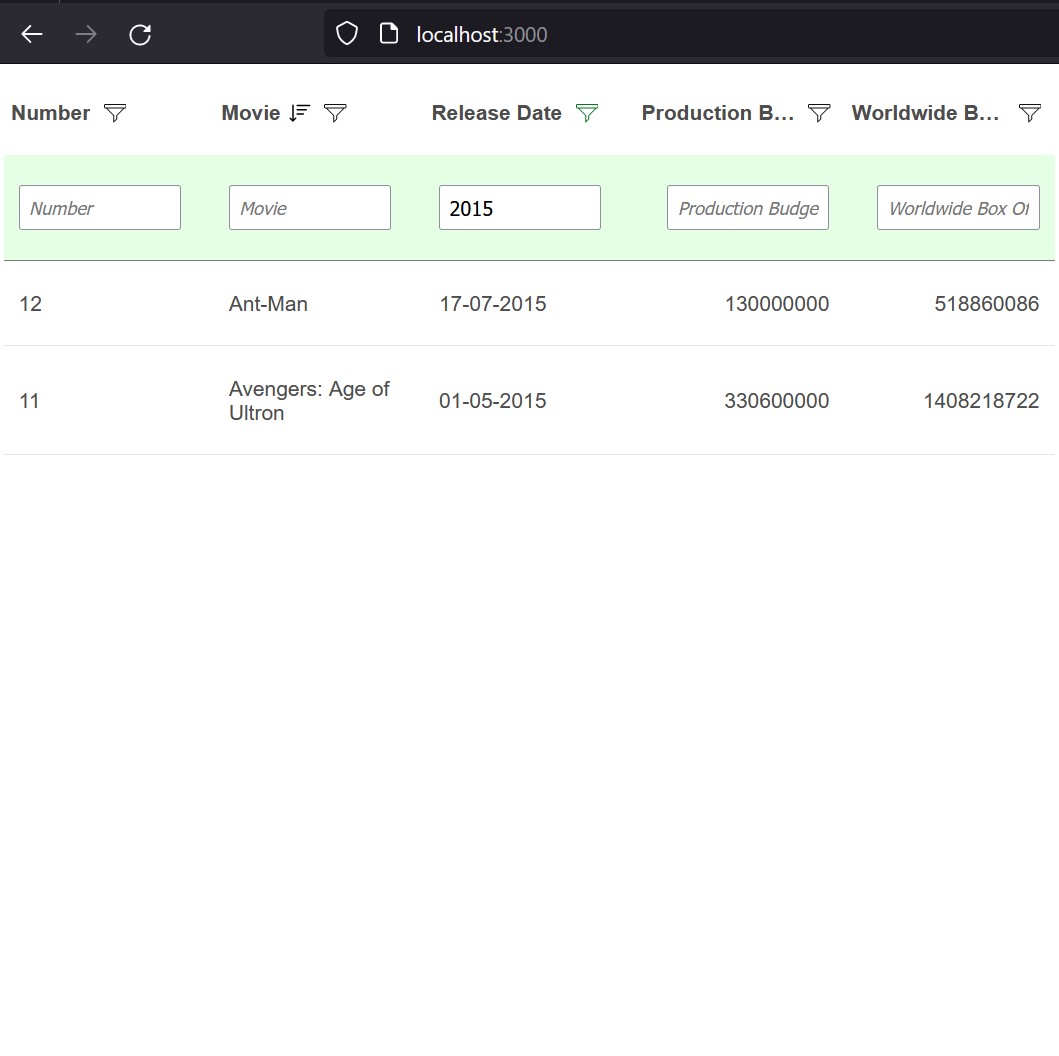 localhost:3000
Number Movie Release Date Production B... Worldwide B...
Number Movie 2015 Production Budge Worldwide Box Of
12 Ant-Man 17-07-2015 130000000 518860086
11 Avengers: Age of Ultron 01-05-2015 330600000 1408218722